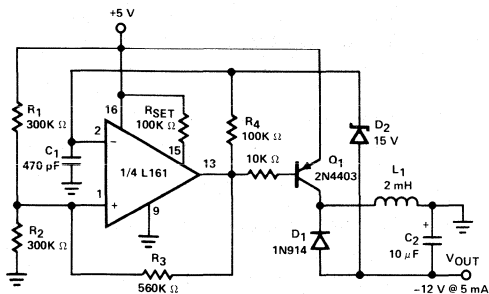 +5 V
R1
300K Ω
16
RSET
100K Ω
R4
100K Ω
D2
15 V
2
−
C1
470 pF
15
1/4 L161
13
10K Ω
Q1
2N4403
L1
2 mH
1
+
9
R2
300K Ω
D1
1N914
+
C2
10 μF
R3
560K Ω
VOUT
−12 V @ 5 mA